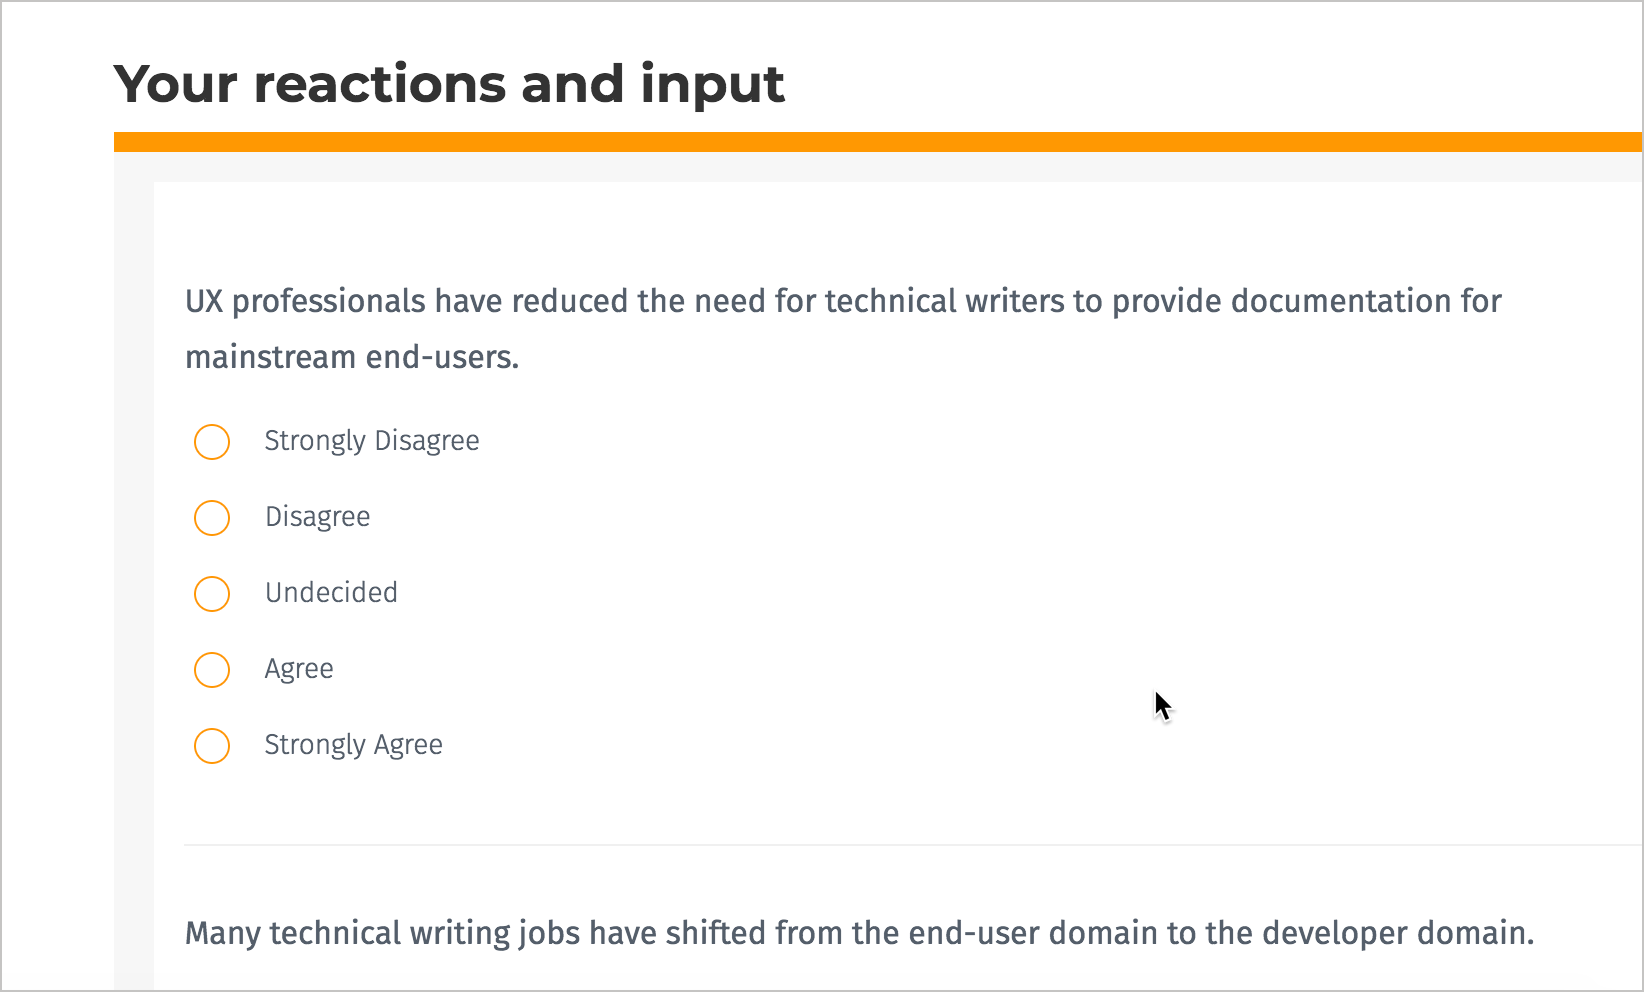 Your reactions and input
UX professionals have reduced the need for technical writers to provide documentation for
mainstream end-users.
Strongly Disagree
Disagree
Undecided
Agree
Strongly Agree
Many technical writing jobs have shifted from the end-user domain to the developer domain.